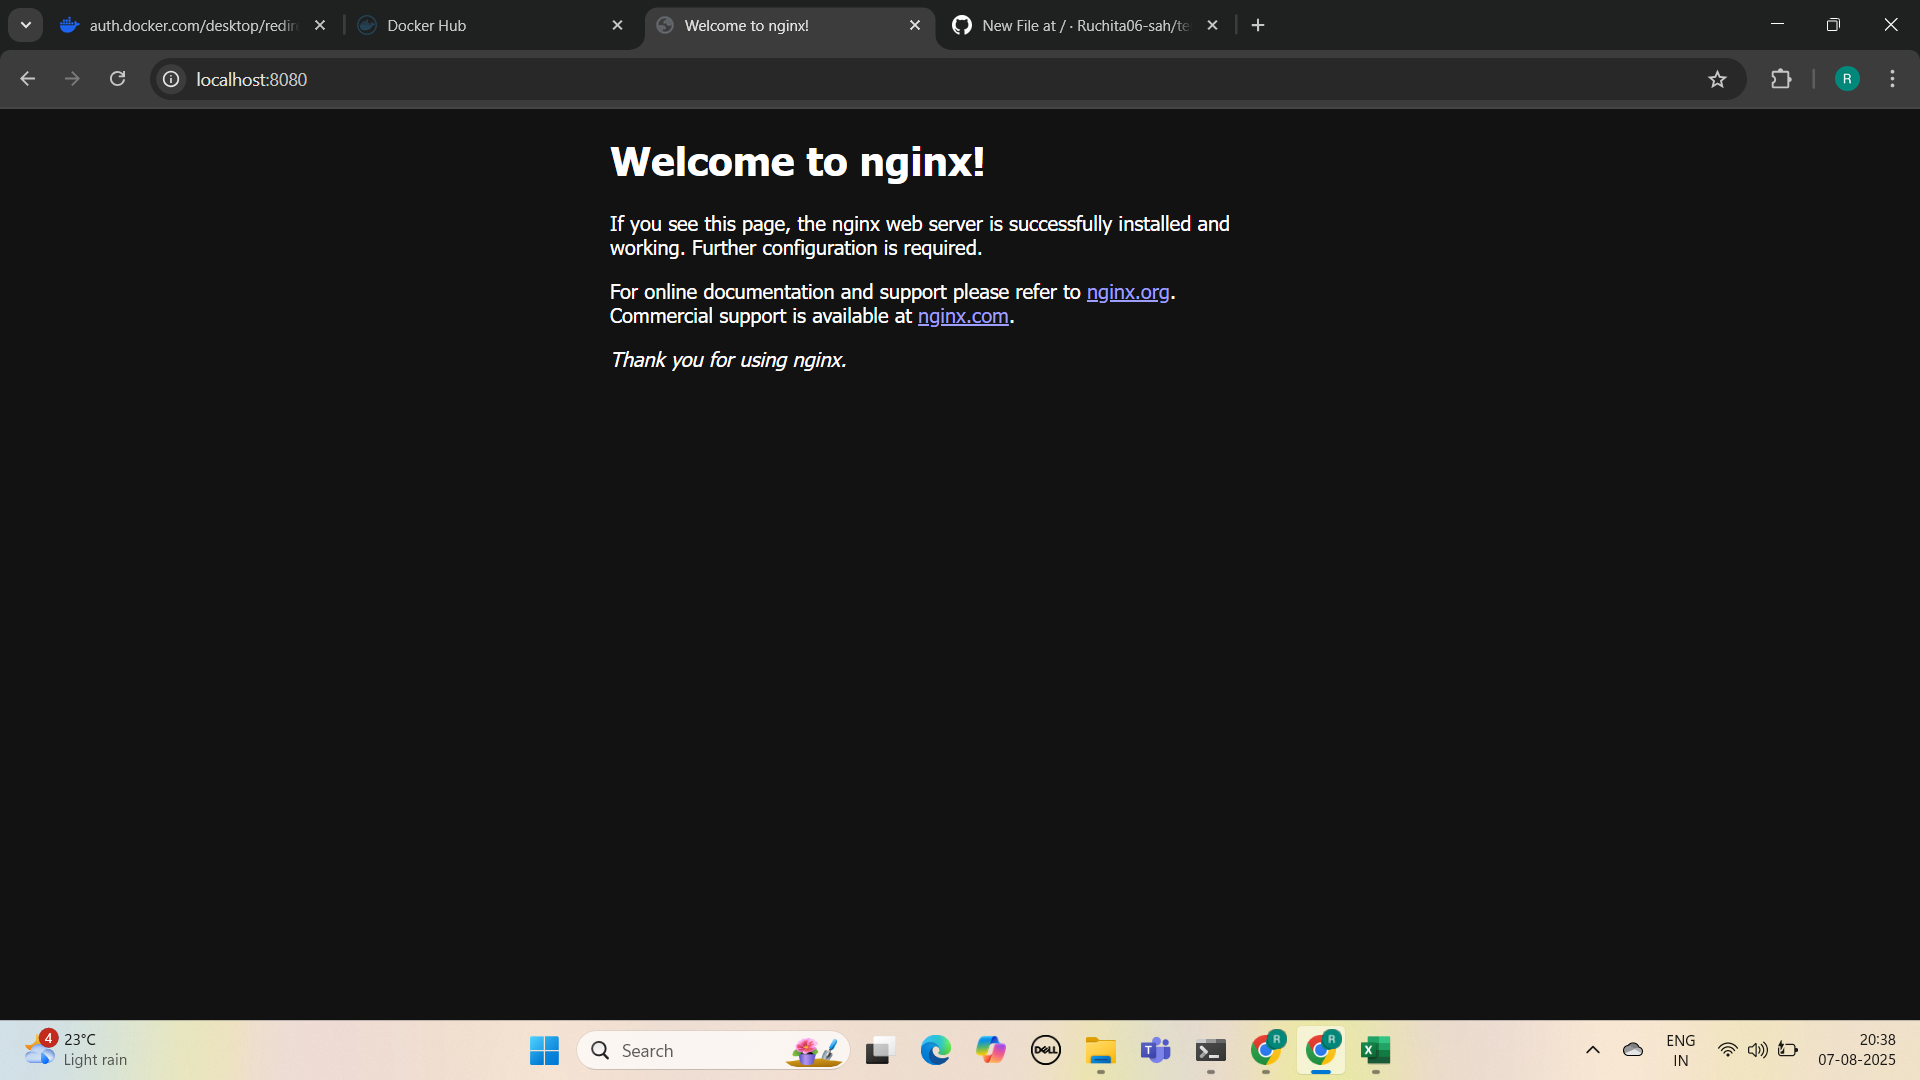 auth.docker.com/desktop/redir
Docker Hub
Welcome to nginx!
New File at / · Ruchita06-sah/te
localhost:8080
R
Welcome to nginx!
If you see this page, the nginx web server is successfully installed and
working. Further configuration is required.
For online documentation and support please refer to nginx.org.
Commercial support is available at nginx.com.
Thank you for using nginx.
4
23°C
Light rain
Search
DELL
T
R
R
X
ENG
IN
20:38
07-08-2025